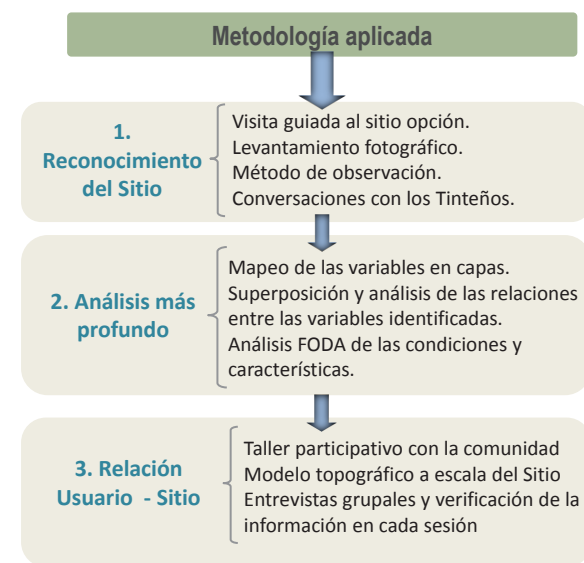 Metodología aplicada
1.
Reconocimiento
del Sitio
Visita guiada al sitio opción.
Levantamiento fotográfico.
Método de observación.
Conversaciones con los Tinteños.
2. Análisis más
profundo
Mapeo de las variables en capas.
Superposición y análisis de las relaciones
entre las variables identificadas.
Análisis FODA de las condiciones y
características.
3. Relación
Usuario - Sitio
Taller participativo con la comunidad
Modelo topográfico a escala del Sitio
Entrevistas grupales y verificación de la
información en cada sesión